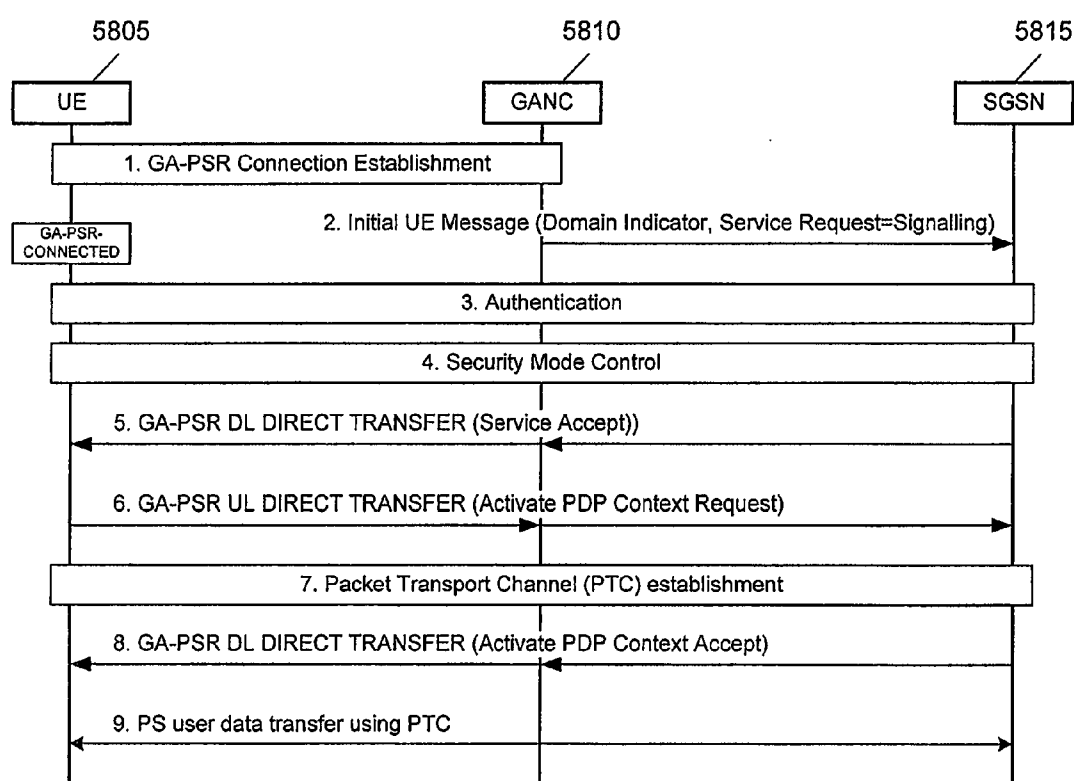 5805
5810
5815
UE
GANC
SGSN
1. GA-PSR Connection Establishment
GA-PSR-
CONNECTED
2. Initial UE Message (Domain Indicator, Service Request=Signalling)
3. Authentication
4. Security Mode Control
5. GA-PSR DL DIRECT TRANSFER (Service Accept))
6. GA-PSR UL DIRECT TRANSFER (Activate PDP Context Request)
7. Packet Transport Channel (PTC) establishment
8. GA-PSR DL DIRECT TRANSFER (Activate PDP Context Accept)
9. PS user data transfer using PTC